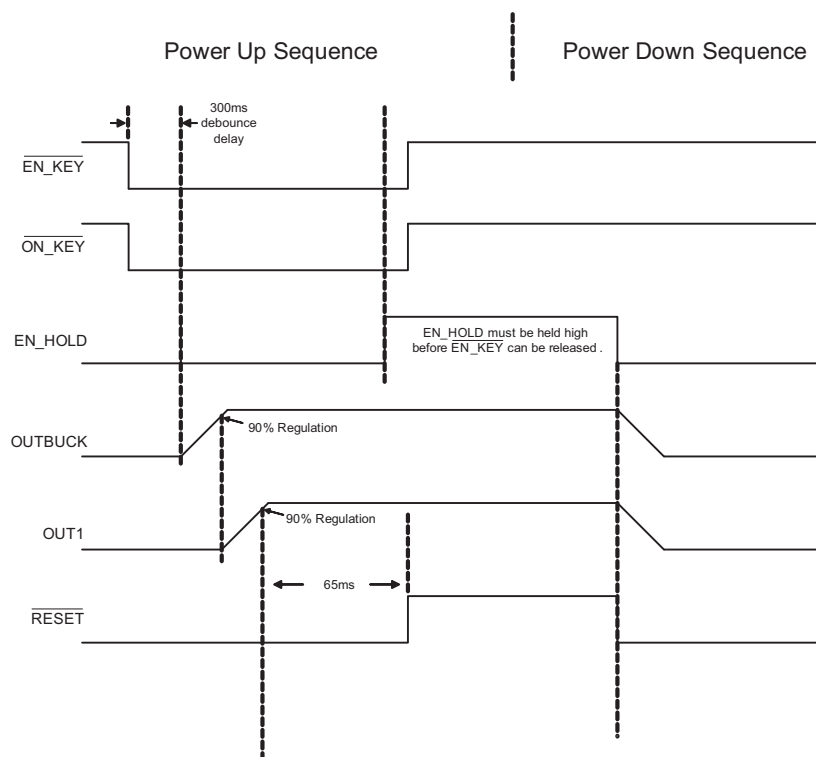 Power Up Sequence
Power Down Sequence
300ms
debounce
delay
EN_KEY
ON_KEY
EN_HOLD
EN_HOLD must be held high
before EN_KEY can be released .
OUTBUCK
90% Regulation
OUT1
90% Regulation
65ms
RESET